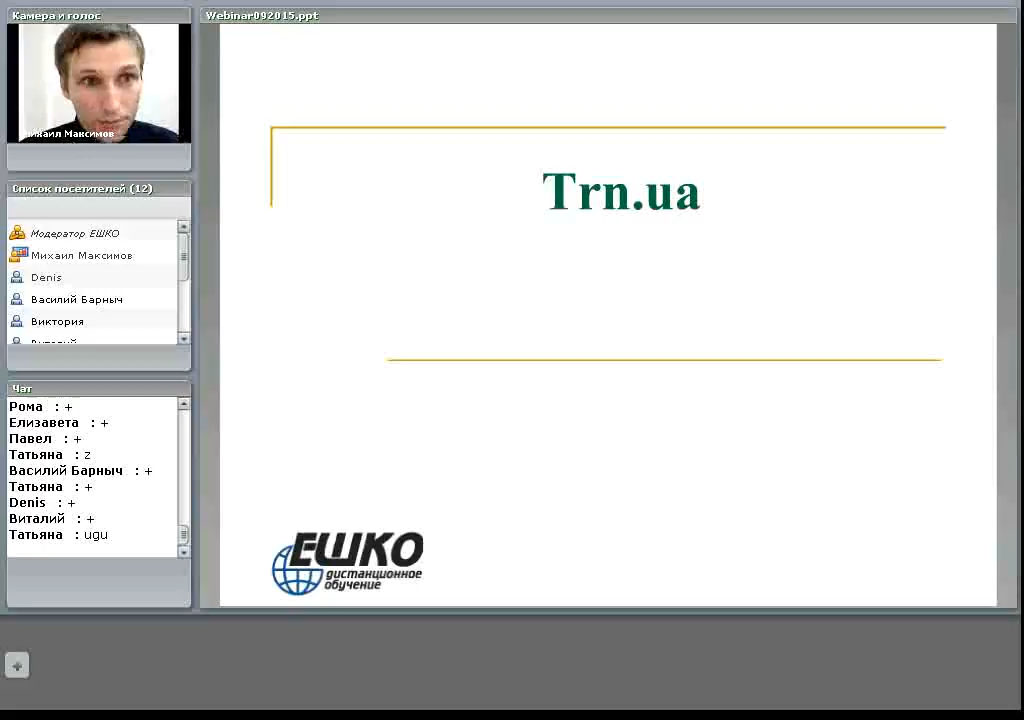 Камера и голос
Михаил Максимов
Список посетителей (12)
Модератор ЕШКО
Михаил Максимов
Denis
Василий Барныч
Виктория
Виталий
Чат
Рома : +
Елизавета : +
Павел : +
Татьяна : z
Василий Барныч : +
Татьяна : +
Denis : +
Виталий : +
Татьяна : ugu
Webinar092015.ppt
Trn.ua
ЕШКО
дистанционное
обучение